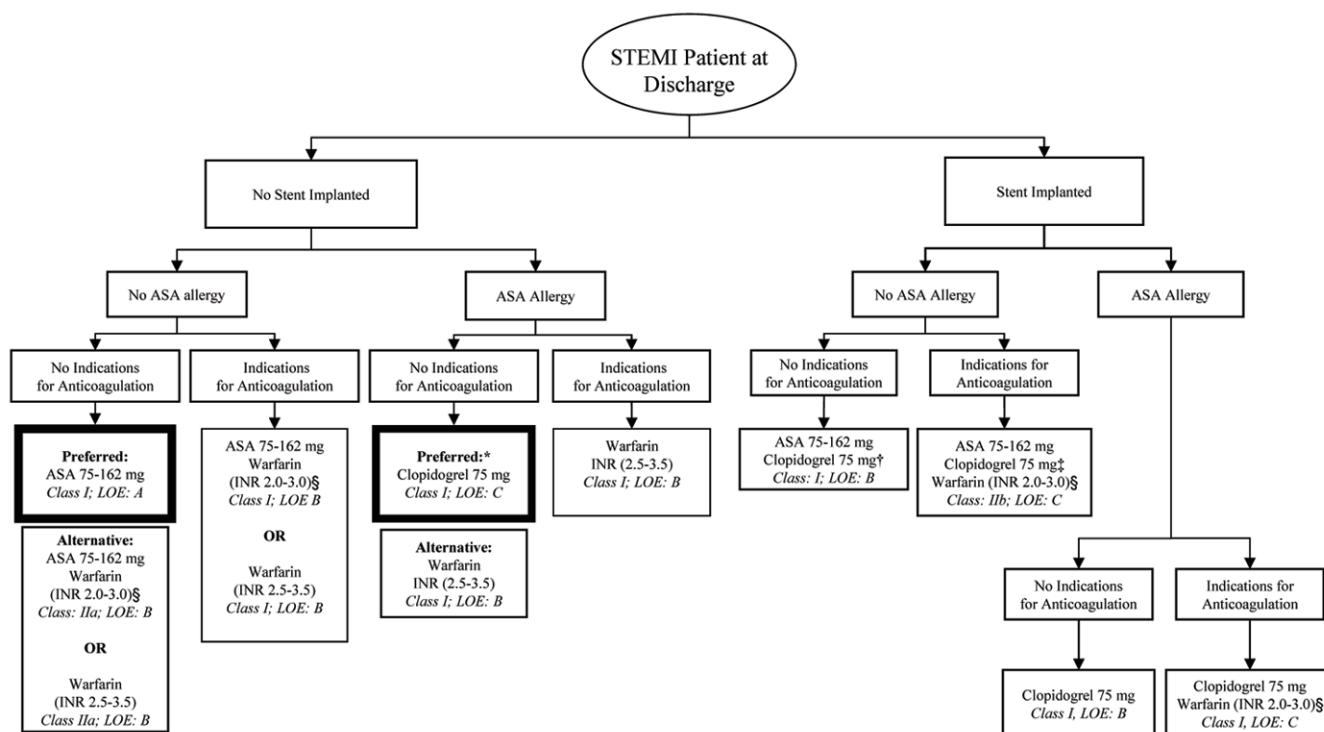 STEMI Patient at
Discharge
No Stent Implanted
Stent Implanted
No ASA allergy
ASA Allergy
No ASA Allergy
ASA Allergy
No Indications
for Anticoagulation
Indications
for Anticoagulation
No Indications
for Anticoagulation
Indications
for Anticoagulation
No Indications
for Anticoagulation
Indications for
Anticoagulation
Preferred:
ASA 75-162 mg
Class I; LOE: A
Alternative:
ASA 75-162 mg
Warfarin
(INR 2.0-3.0)§
Class: IIa; LOE: B
OR
Warfarin
(INR 2.5-3.5)
Class IIa; LOE: B
ASA 75-162 mg
Warfarin
(INR 2.0-3.0)§
Class I; LOE B
OR
Warfarin
(INR 2.5-3.5)
Class I; LOE: B
Preferred:*
Clopidogrel 75 mg
Class I; LOE: C
Alternative:
Warfarin
INR (2.5-3.5)
Class I; LOE: B
Warfarin
INR (2.5-3.5)
Class I; LOE: B
ASA 75-162 mg
Clopidogrel 75 mg†
Class: I; LOE: B
ASA 75-162 mg
Clopidogrel 75 mg‡
Warfarin (INR 2.0-3.0)§
Class: IIb; LOE: C
No Indications
for Anticoagulation
Indications for
Anticoagulation
Clopidogrel 75 mg
Class I, LOE: B
Clopidogrel 75 mg
Warfarin (INR 2.0-3.0)§
Class I, LOE: C